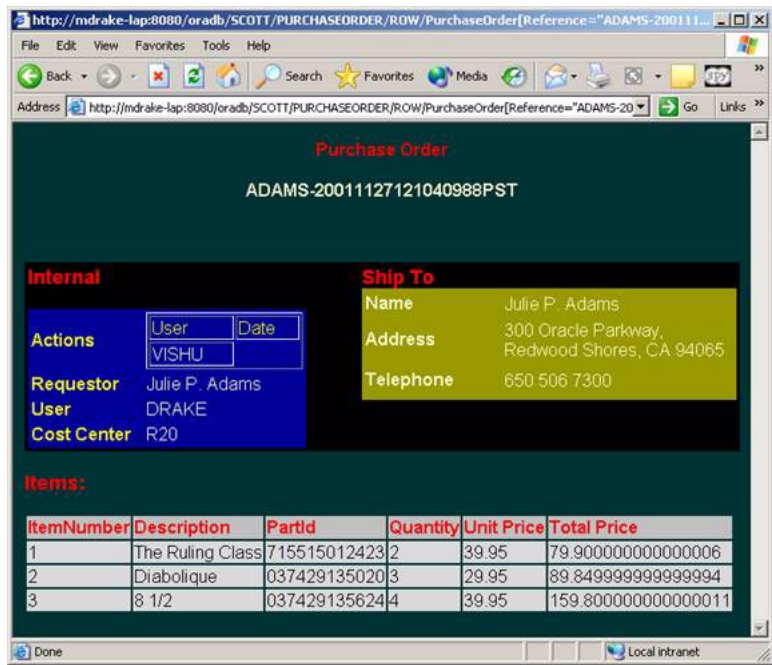 http://mdrake-lap:8080/oradb/SCOTT/PURCHASEORDER/ROW/PurchaseOrder[Reference="ADAMS-200111...
File Edit View Favorites Tools Help
Back Search Favorites Media
Address http://mdrake-lap:8080/oradb/SCOTT/PURCHASEORDER/ROW/PurchaseOrder[Reference="ADAMS-20 Go Links »
Purchase Order
ADAMS-20011127121040988PST
Internal
Actions
User Date
VISHU
Requestor Julie P. Adams
User DRAKE
Cost Center R20
Ship To
Name Julie P. Adams
Address 300 Oracle Parkway,
Redwood Shores, CA 94065
Telephone 650 506 7300
Items:
ItemNumber Description PartId Quantity Unit Price Total Price
1 The Ruling Class 715515012423 2 39.95 79.900000000000006
2 Diabolique 037429135020 3 29.95 89.849999999999994
3 8 1/2 037429135624 4 39.95 159.800000000000011
Done Local intranet